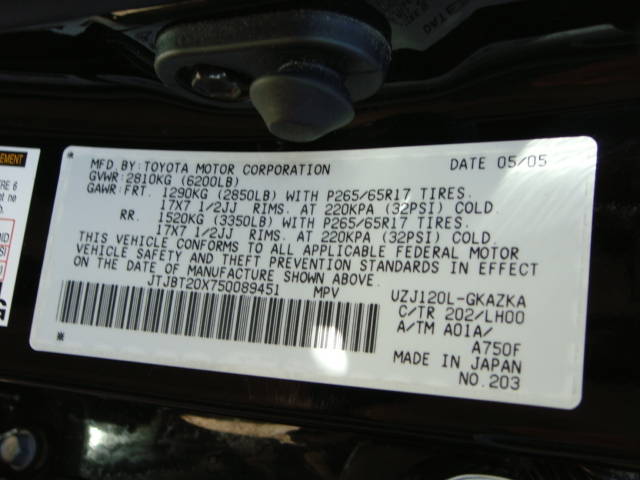 MFD BY: TOYOTA MOTOR CORPORATION DATE 05/05
GVWR: 2810KG (6200LB)
GAWR: FRT. 1290KG (2850LB) WITH P265/65R17 TIRES.
17X7 1/2JJ RIMS. AT 220KPA (32PSI) COLD.
RR. 1520KG (3350LB) WITH P265/65R17 TIRES.
17X7 1/2JJ RIMS. AT 220KPA (32PSI) COLD.
THIS VEHICLE CONFORMS TO ALL APPLICABLE FEDERAL MOTOR
VEHICLE SAFETY AND THEFT PREVENTION STANDARDS IN EFFECT
ON THE DATE OF MANUFACTURE SHOWN ABOVE.
JTJBT20X750089451 MPV UZJ120L-GKAZKA
C/TR 202/LH00
A/TM A01A/
A750F
MADE IN JAPAN
NO.203